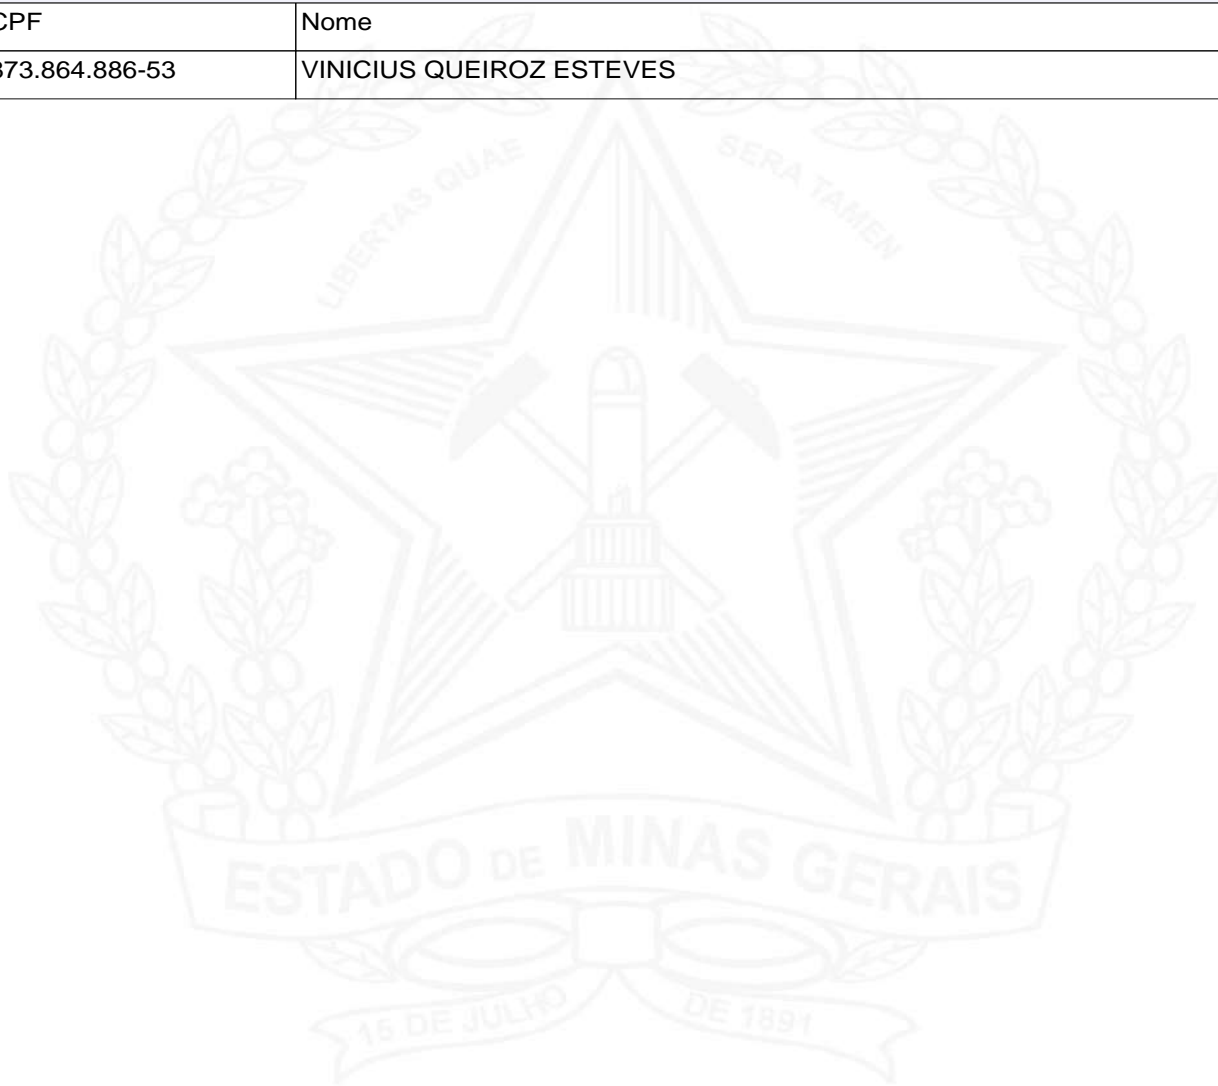 CPF Nome
873.864.886-53 VINICIUS QUEIROZ ESTEVES
LIBERTAS QUAE SERA TAMEN
ESTADO DE MINAS GERAIS
15 DE JULHO DE 1891